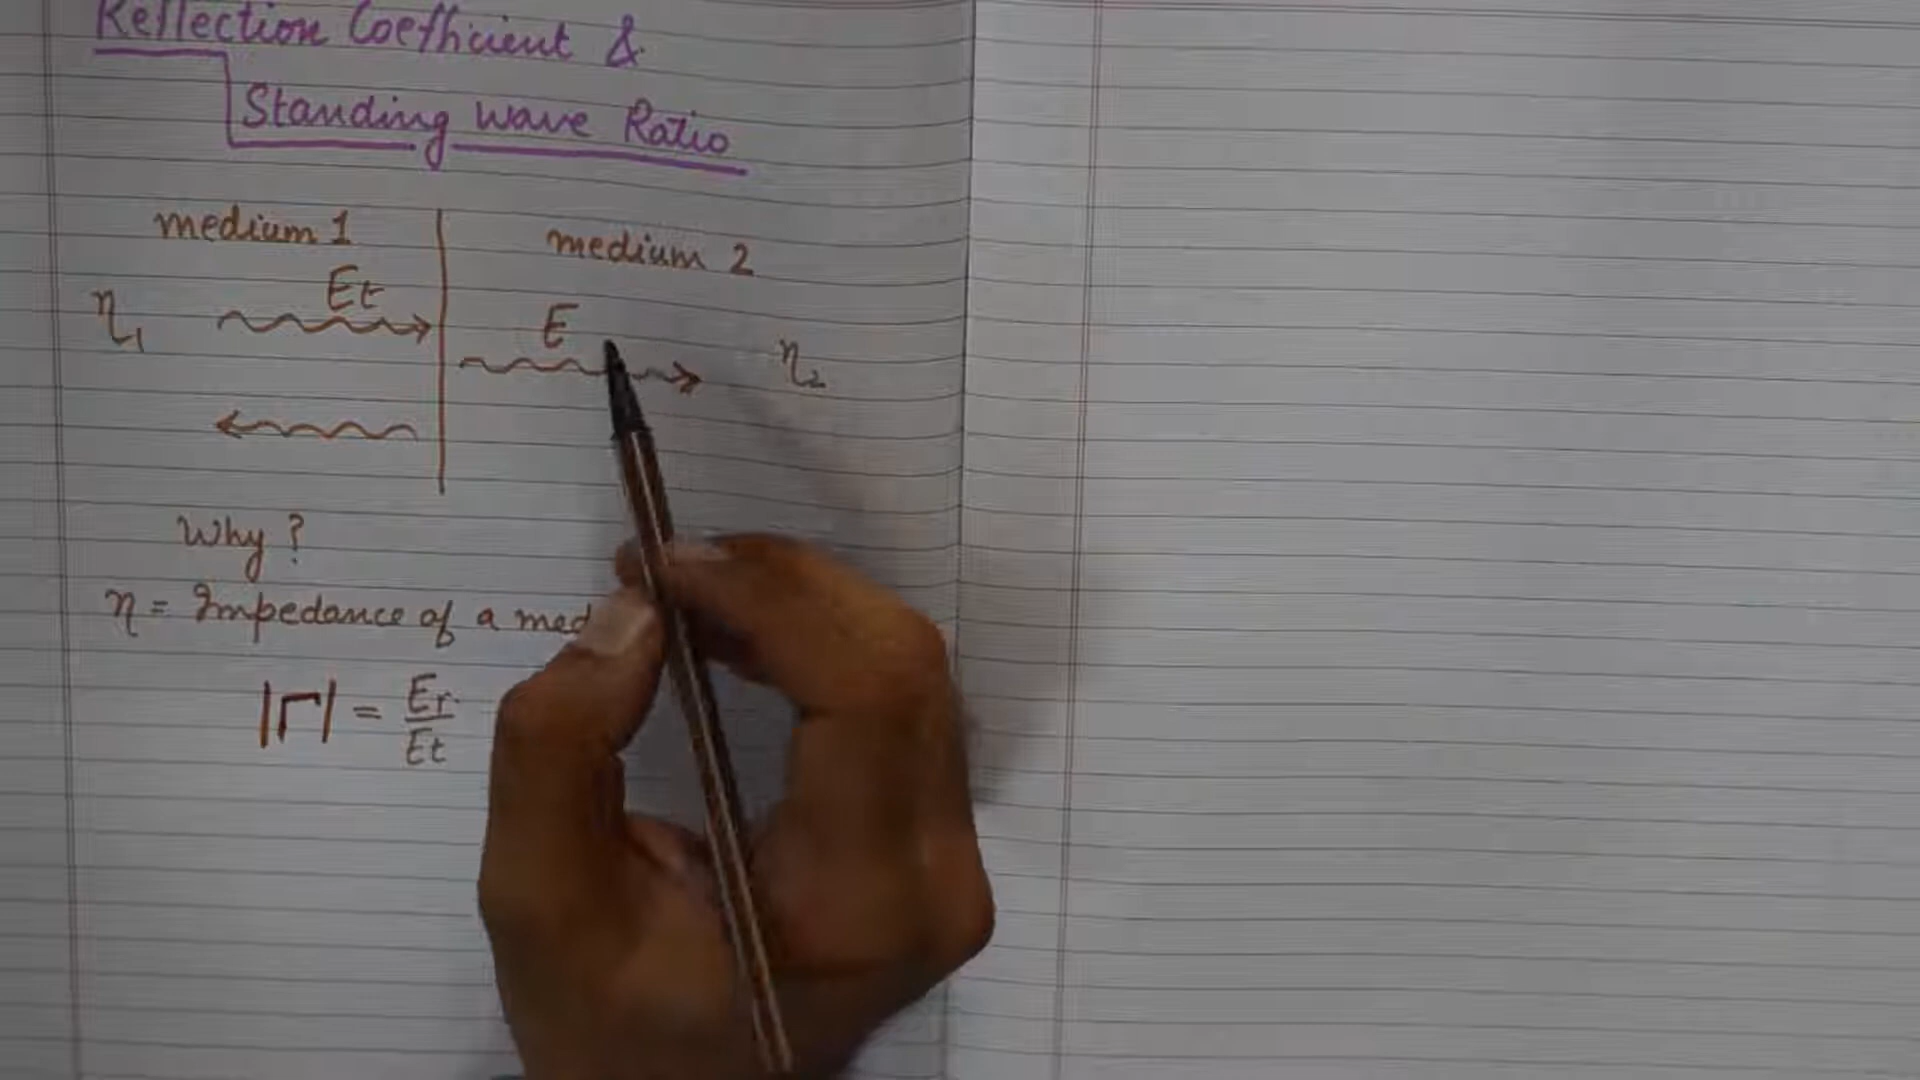 Reflection Coefficient &
Standing Wave Ratio
medium 1
medium 2
Et
E
η1
η2
Why?
η = Impedance of a med
|Γ| = Er/Et